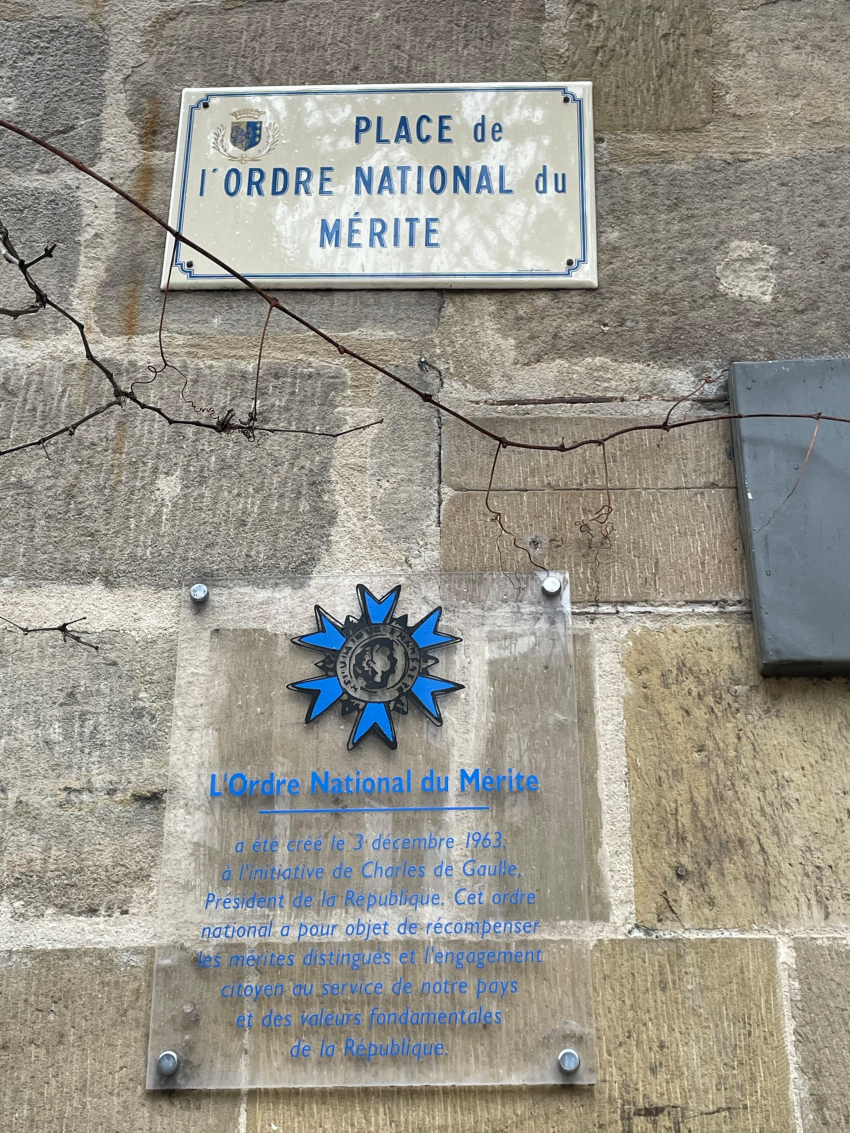 PLACE de
l'ORDRE NATIONAL du
MÉRITE
L'Ordre National du Mérite
a été créé le 3 décembre 1963,
à l'initiative de Charles de Gaulle,
Président de la République. Cet ordre
national a pour objet de récompenser
les mérites distingués et l'engagement
citoyen au service de notre pays
et des valeurs fondamentales
de la République.